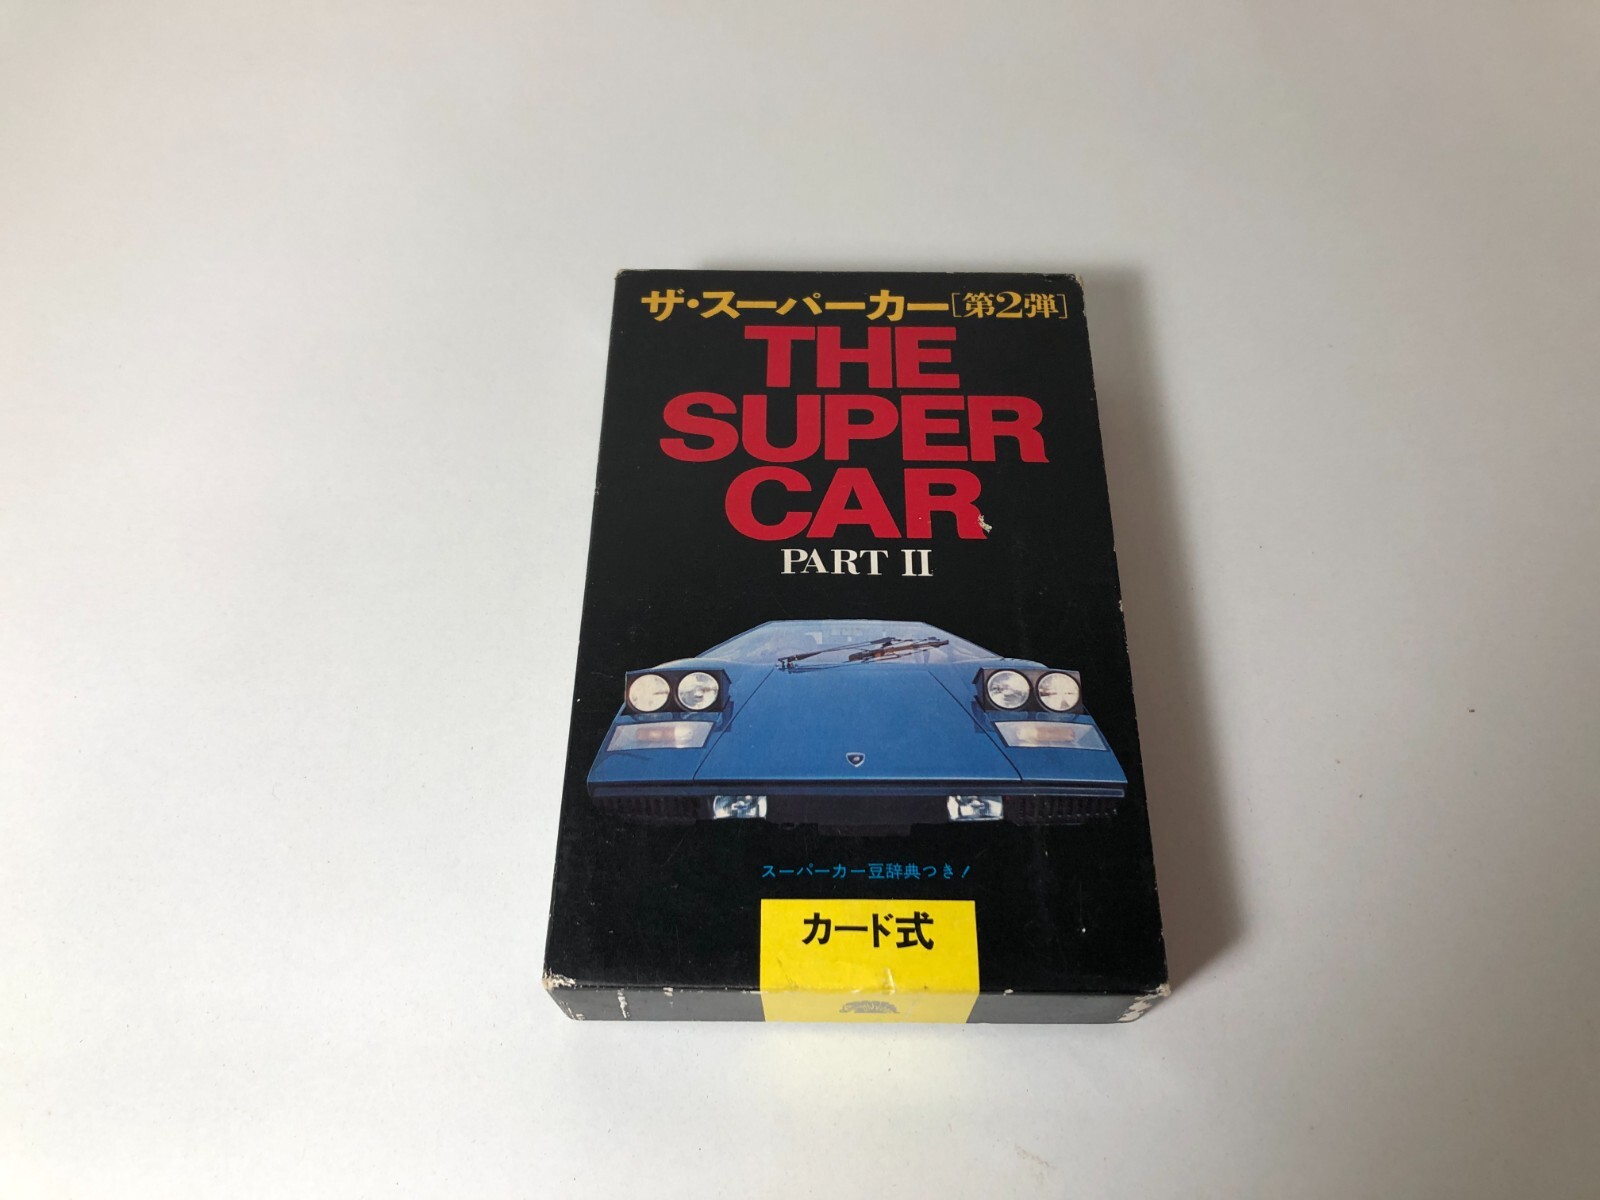 ザ・スーパーカー[第2弾]
THE
SUPER
CAR
PART II
スーパーカー豆辞典つき!
カード式